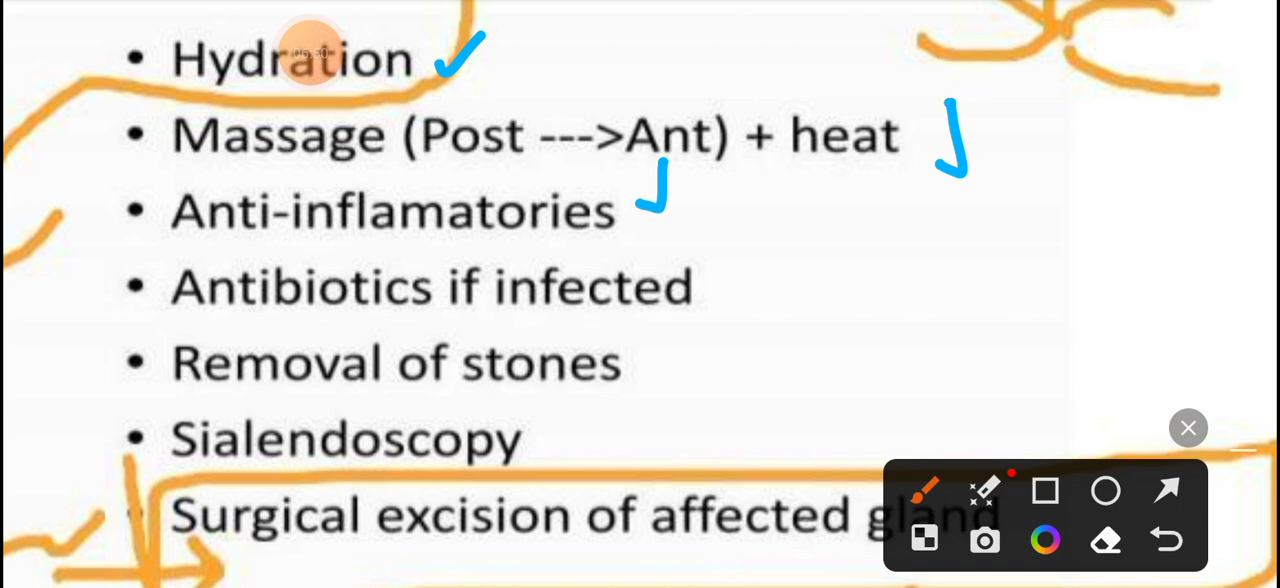 • Hydration
• Massage (Post --->Ant) + heat
• Anti-inflamatories
• Antibiotics if infected
• Removal of stones
• Sialendoscopy
Surgical excision of affected gland